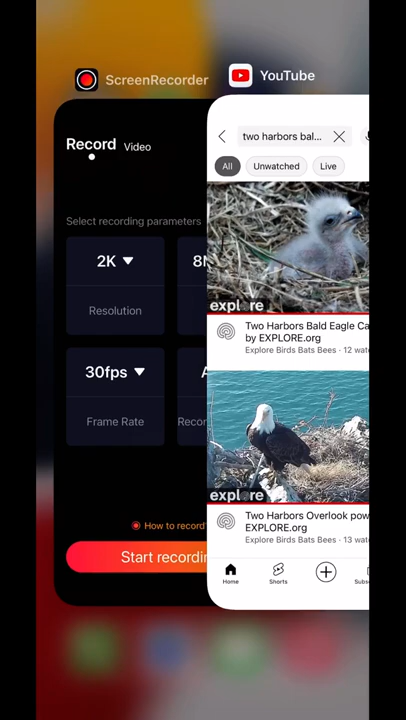 ScreenRecorder
YouTube
Record Video
Select recording parameters
2K
Resolution
30fps
Frame Rate
How to record
Start recordin
two harbors bal...
All Unwatched Live
explore
Two Harbors Bald Eagle Ca
by EXPLORE.org
Explore Birds Bats Bees · 12 wat
explore
Two Harbors Overlook pow
EXPLORE.org
Explore Birds Bats Bees · 13 wat
Home Shorts Subsc